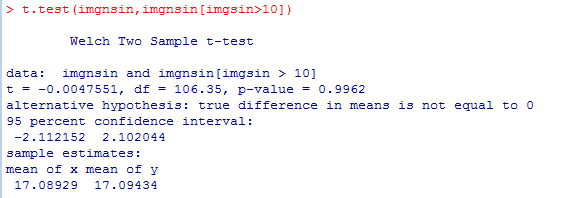 > t.test(imgnsin,imgnsin[imgsin>10])
Welch Two Sample t-test
data:  imgnsin and imgnsin[imgsin > 10]
t = -0.0047551, df = 106.35, p-value = 0.9962
alternative hypothesis: true difference in means is not equal to 0
95 percent confidence interval:
-2.112152  2.102044
sample estimates:
mean of x mean of y
17.08929  17.09434